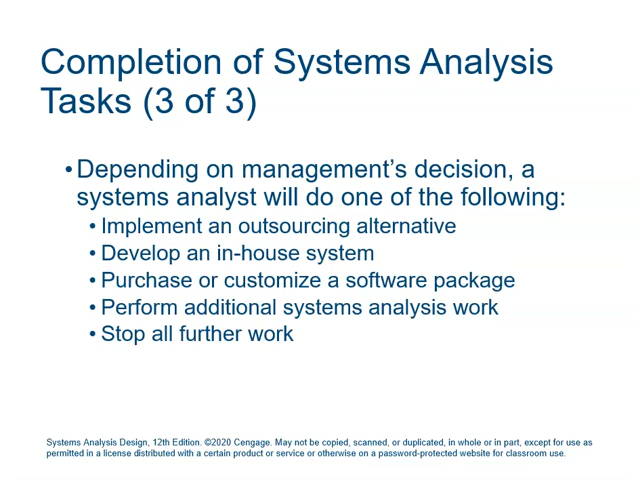 Completion of Systems Analysis
Tasks (3 of 3)
• Depending on management’s decision, a
systems analyst will do one of the following:
• Implement an outsourcing alternative
• Develop an in-house system
• Purchase or customize a software package
• Perform additional systems analysis work
• Stop all further work
Systems Analysis Design, 12th Edition. ©2020 Cengage. May not be copied, scanned, or duplicated, in whole or in part, except for use as
permitted in a license distributed with a certain product or service or otherwise on a password-protected website for classroom use.